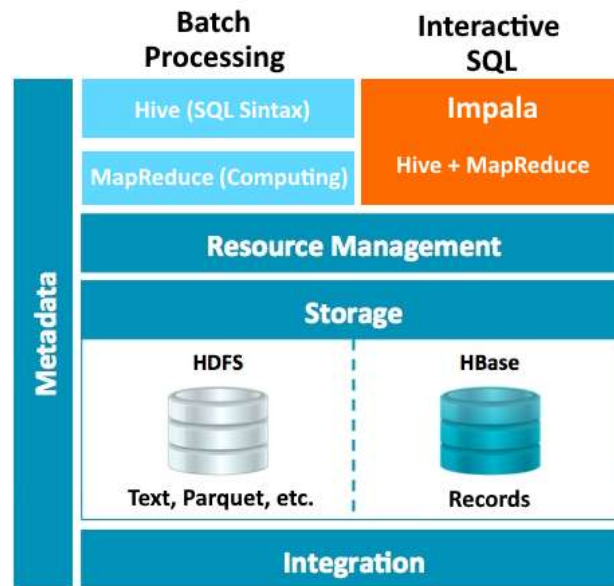 Batch
Processing
Interactive
SQL
Metadata
Hive (SQL Sintax)
MapReduce (Computing)
Impala
Hive + MapReduce
Resource Management
Storage
HDFS
HBase
Text, Parquet, etc.
Records
Integration